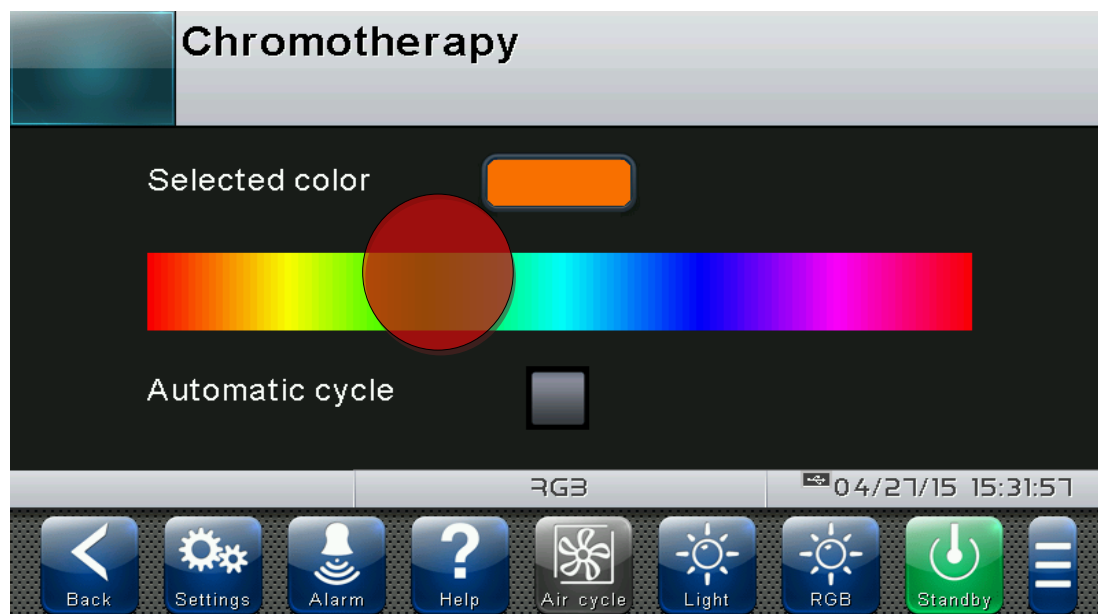 Chromotherapy
Selected color
Automatic cycle
RGB
04/27/15 15:31:57
Back
Settings
Alarm
?
Help
Air cycle
Light
RGB
Standby